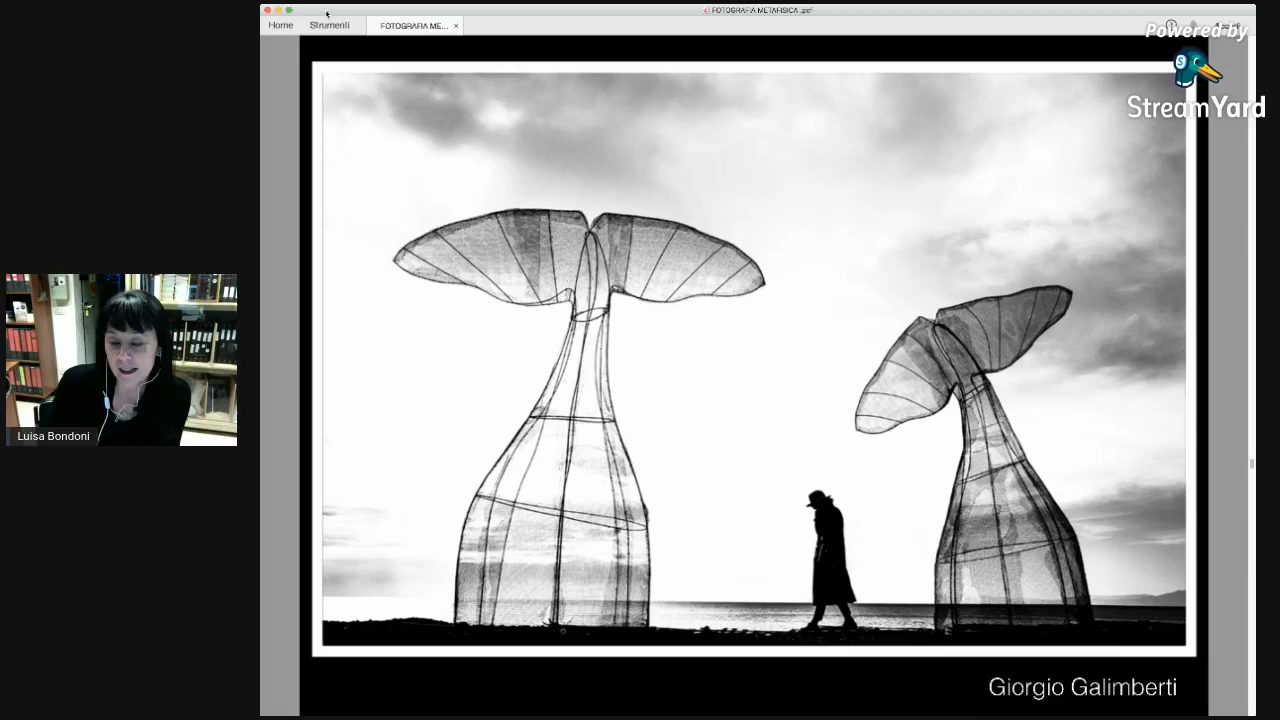 FOTOGRAFIA METAFISICA .pdf
Home
Strumenti
FOTOGRAFIA ME...
×
Powered by
StreamYard
Luisa Bondoni
Giorgio Galimberti